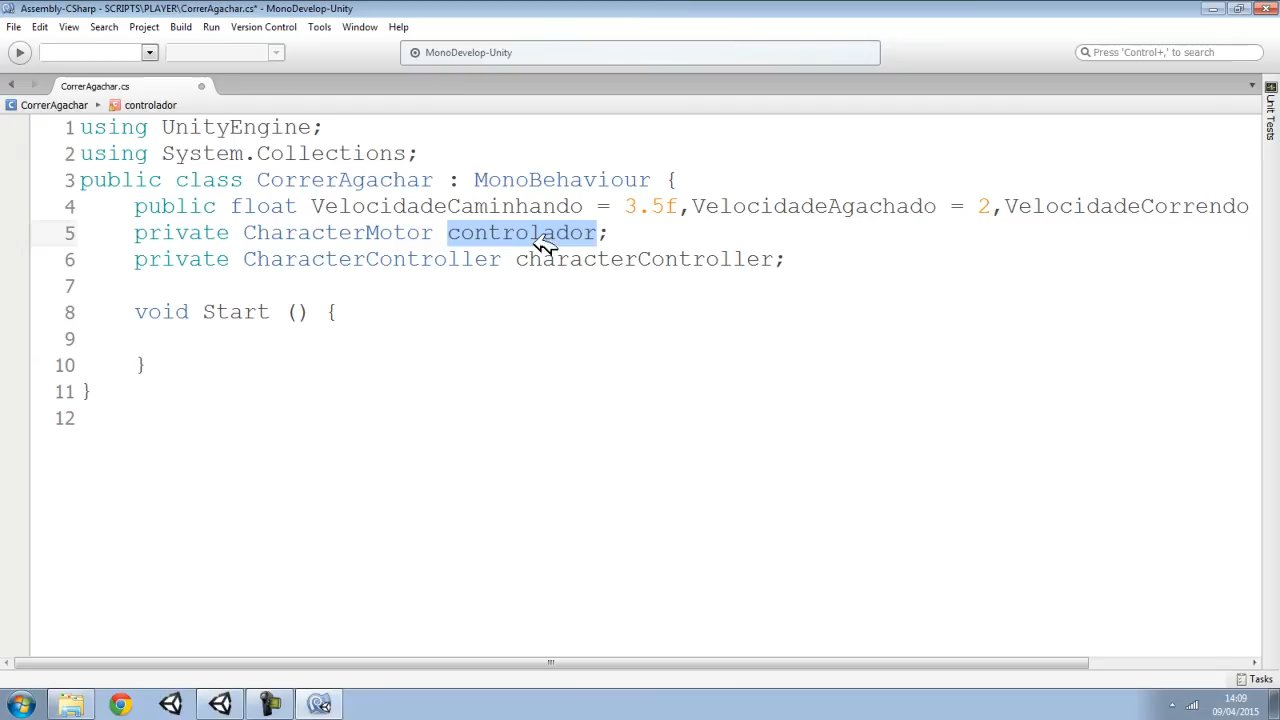 Assembly-CSharp - SCRIPTS\PLAYER\CorrerAgachar.cs* - MonoDevelop-Unity
File Edit View Search Project Build Run Version Control Tools Window Help
MonoDevelop-Unity
Press 'Control+,' to search
CorrerAgachar.cs
CorrerAgachar controlador
Unit Tests
1 using UnityEngine;
2 using System.Collections;
3 public class CorrerAgachar : MonoBehaviour {
4 public float VelocidadeCaminhando = 3.5f,VelocidadeAgachado = 2,VelocidadeCorrendo
5 private CharacterMotor controlador;
6 private CharacterController characterController;
7
8 void Start () {
9
10 }
11 }
12
Tasks
14:09
09/04/2015